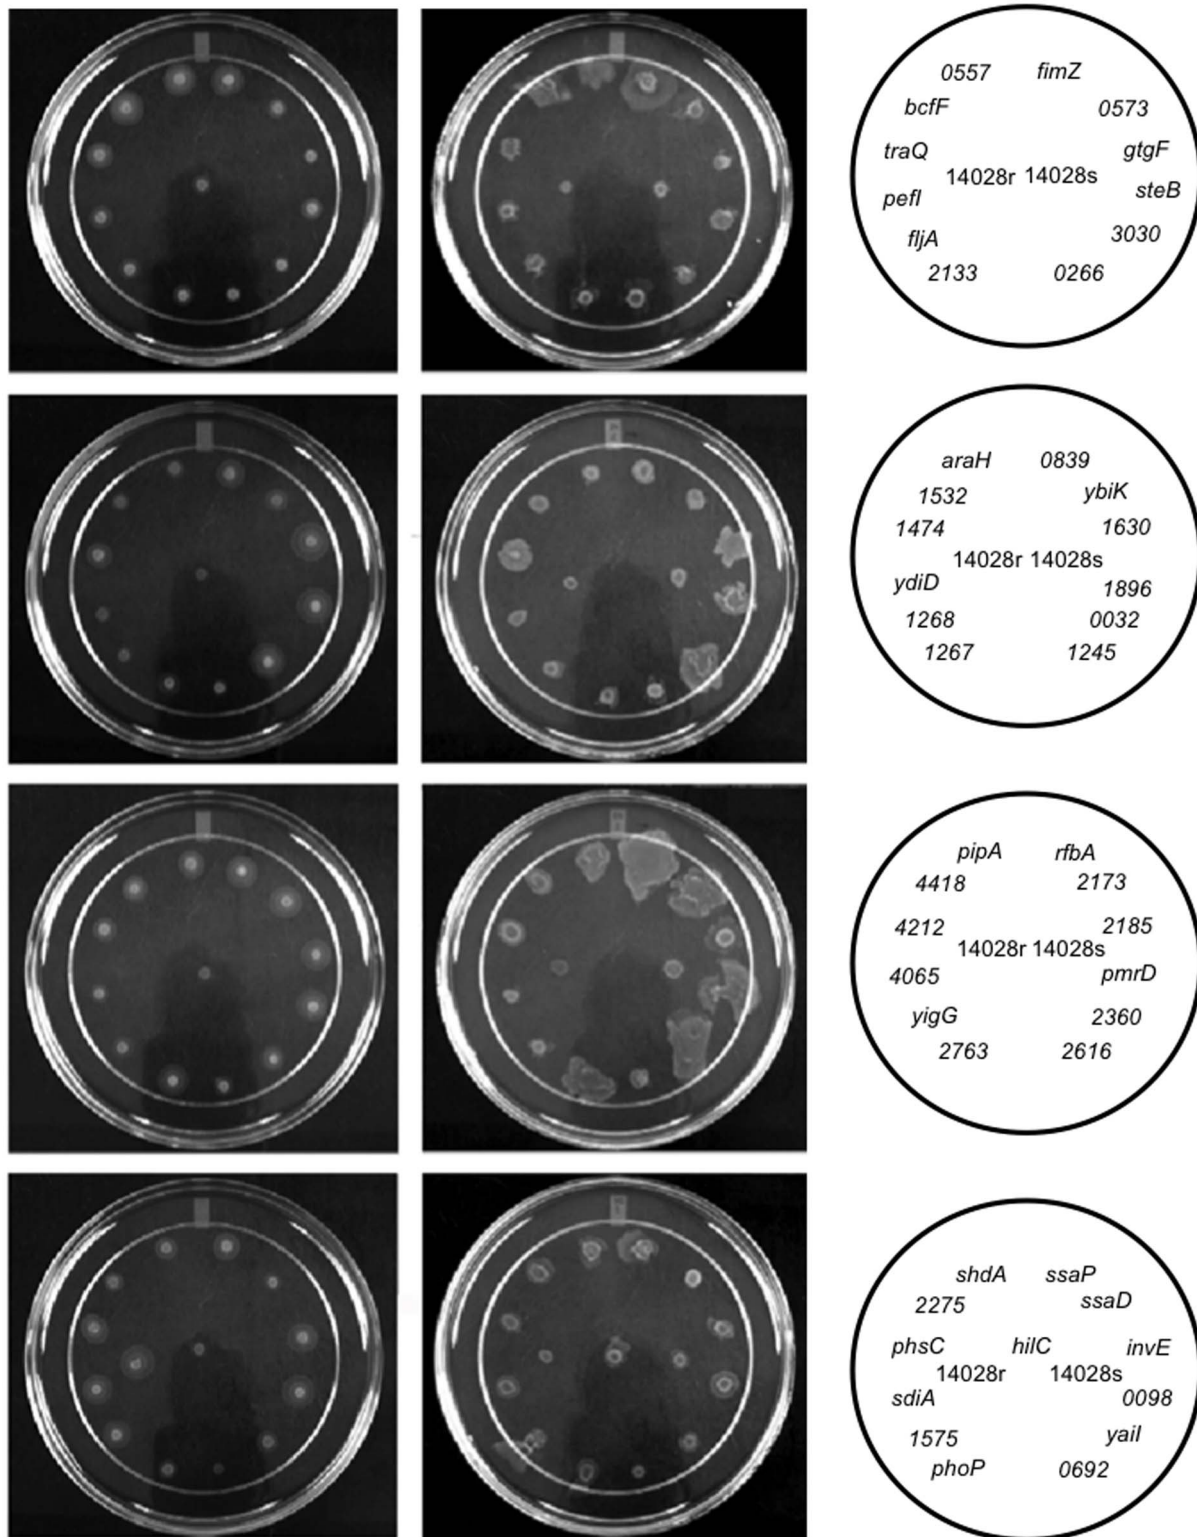 0557 fimZ
bcfF 0573
traQ gtgF
14028r 14028s
pefI steB
fljA 3030
2133 0266
araH 0839
1532 ybiK
1474 1630
14028r 14028s
ydiD 1896
1268 0032
1267 1245
pipA rfbA
4418 2173
4212 2185
14028r 14028s
4065 pmrD
yigG 2360
2763 2616
shdA ssaP
2275 ssaD
phsC hilC invE
14028r 14028s
sdiA 0098
1575 yaiI
phoP 0692